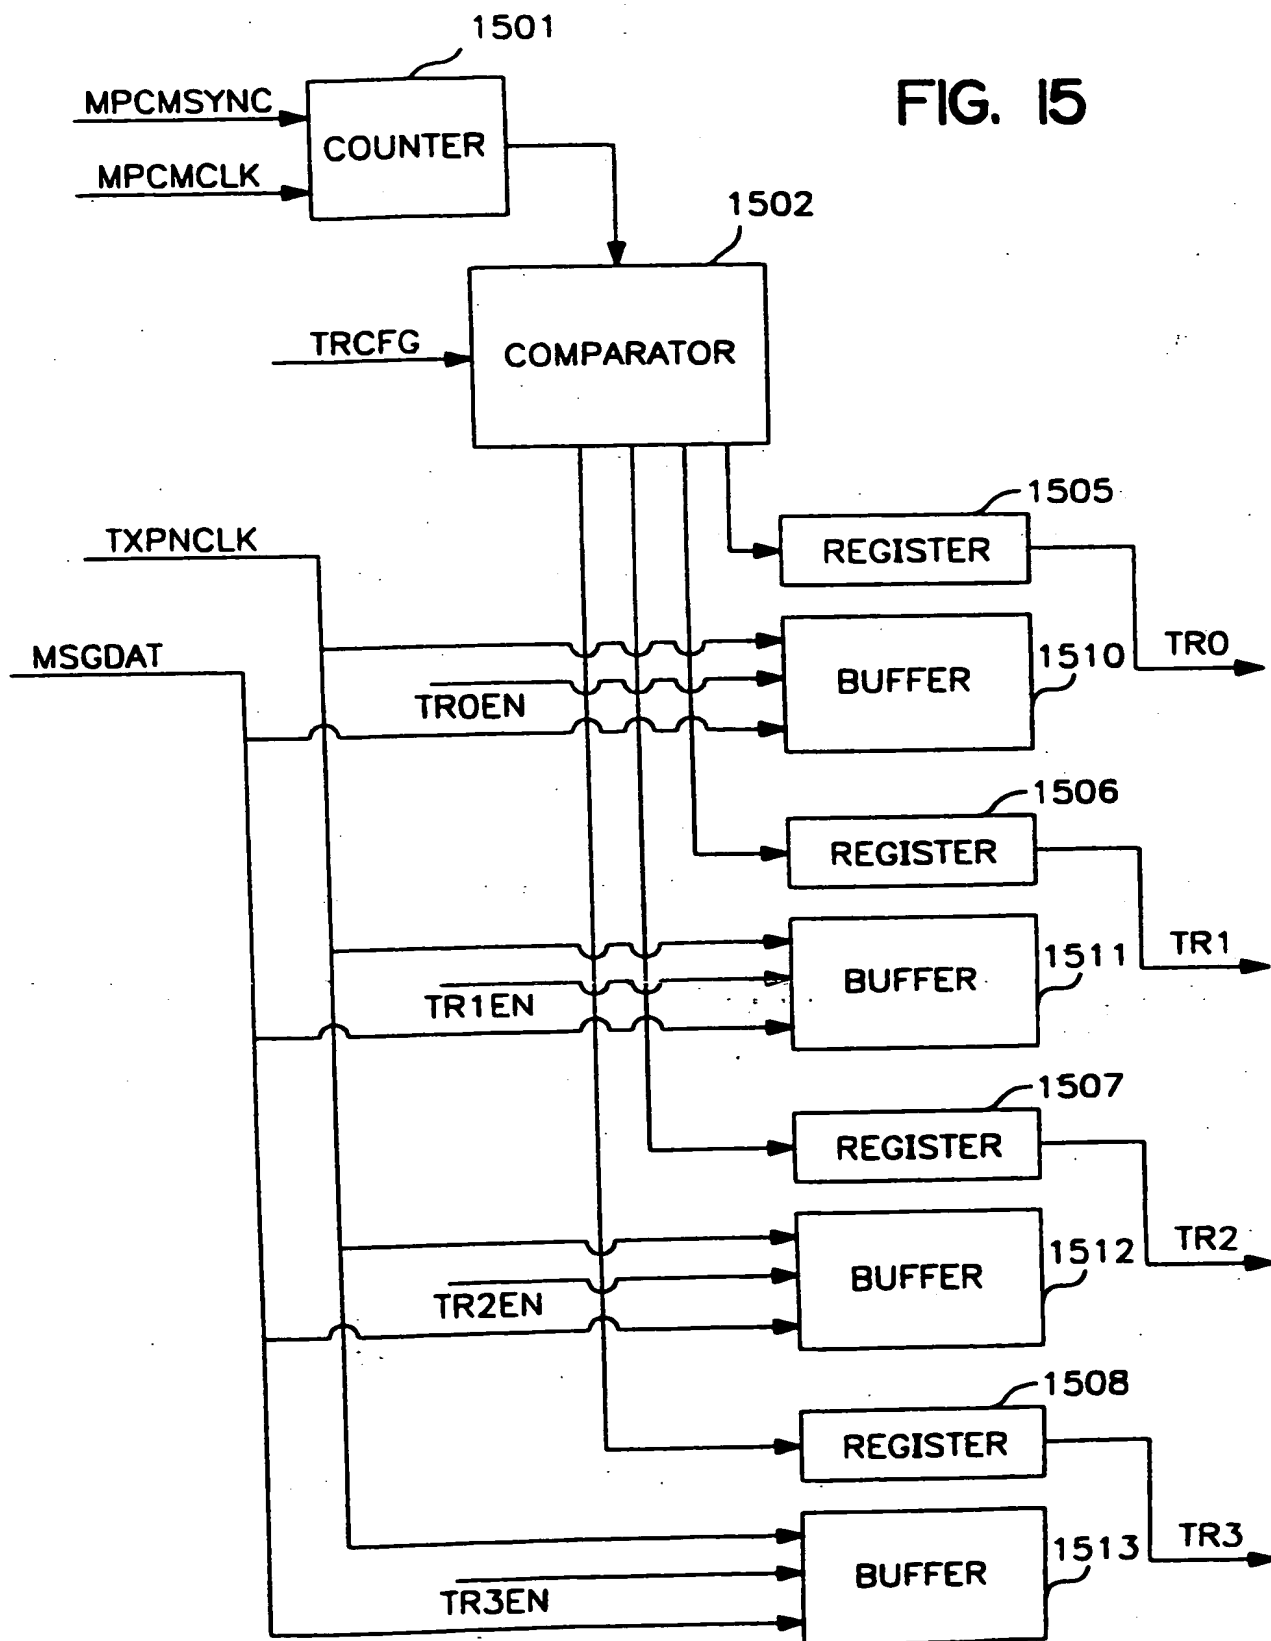 1501
FIG. 15
MPCMSYNC
COUNTER
MPCMCLK
1502
TRCFG
COMPARATOR
1505
TXPNCLK
REGISTER
MSGDAT
1510
TR0
BUFFER
TR0EN
1506
REGISTER
1511
TR1
BUFFER
TR1EN
1507
REGISTER
1512
TR2
BUFFER
TR2EN
1508
REGISTER
1513
TR3
BUFFER
TR3EN